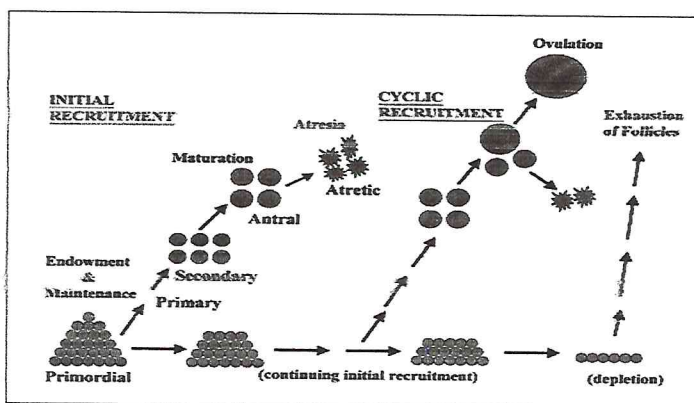 Ovulation
INITIAL
RECRUITMENT
CYCLIC
RECRUITMENT
Exhaustion
of Follicles
Atresia
Maturation
Atretic
Antral
Endowment
&
Maintenance
Secondary
Primary
Primordial
(continuing initial recruitment)
(depletion)